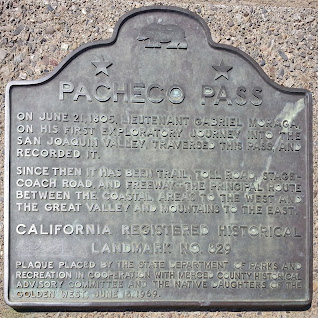 PACHECO PASS
ON JUNE 21, 1805, LIEUTENANT GABRIEL MORAGA,
ON HIS FIRST EXPLORATORY JOURNEY INTO THE
SAN JOAQUIN VALLEY, TRAVERSED THIS PASS, AND
RECORDED IT.
SINCE THEN IT HAS BEEN TRAIL, TOLL ROAD, STAGE-
COACH ROAD, AND FREEWAY - THE PRINCIPAL ROUTE
BETWEEN THE COASTAL AREAS TO THE WEST AND
THE GREAT VALLEY AND MOUNTAINS TO THE EAST.
CALIFORNIA REGISTERED HISTORICAL
LANDMARK NO. 829
PLAQUE PLACED BY THE STATE DEPARTMENT OF PARKS AND
RECREATION IN COOPERATION WITH MERCED COUNTY HISTORICAL
ADVISORY COMMITTEE AND THE NATIVE DAUGHTERS OF THE
GOLDEN WEST, JUNE 14, 1969.